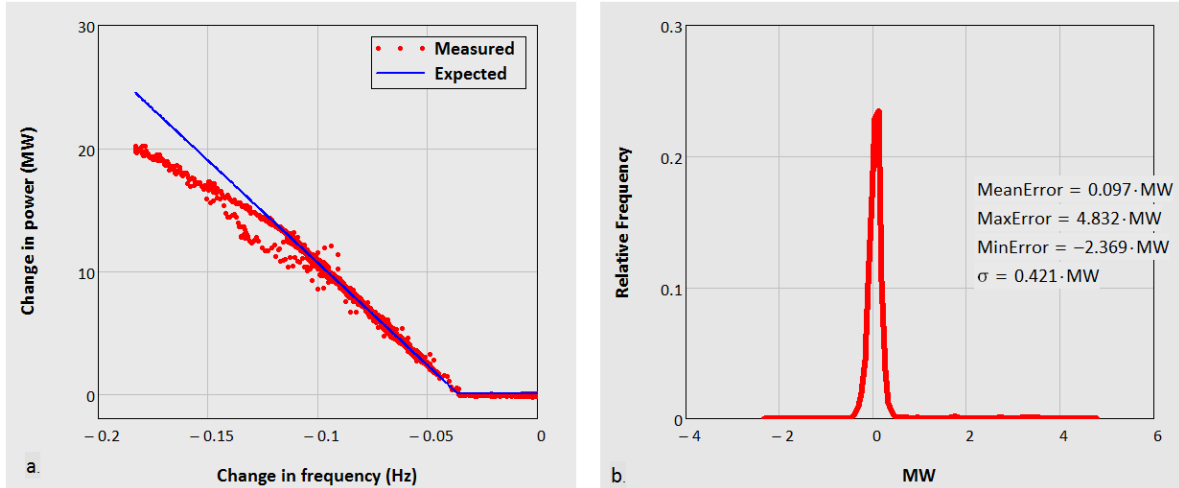 30
20
10
0
Change in power (MW)
Measured
Expected
−0.2
−0.15
−0.1
−0.05
0
Change in frequency (Hz)
a.
0.3
0.2
0.1
0
Relative Frequency
MeanError = 0.097·MW
MaxError = 4.832·MW
MinError = −2.369·MW
σ = 0.421·MW
−4
−2
0
2
4
6
MW
b.